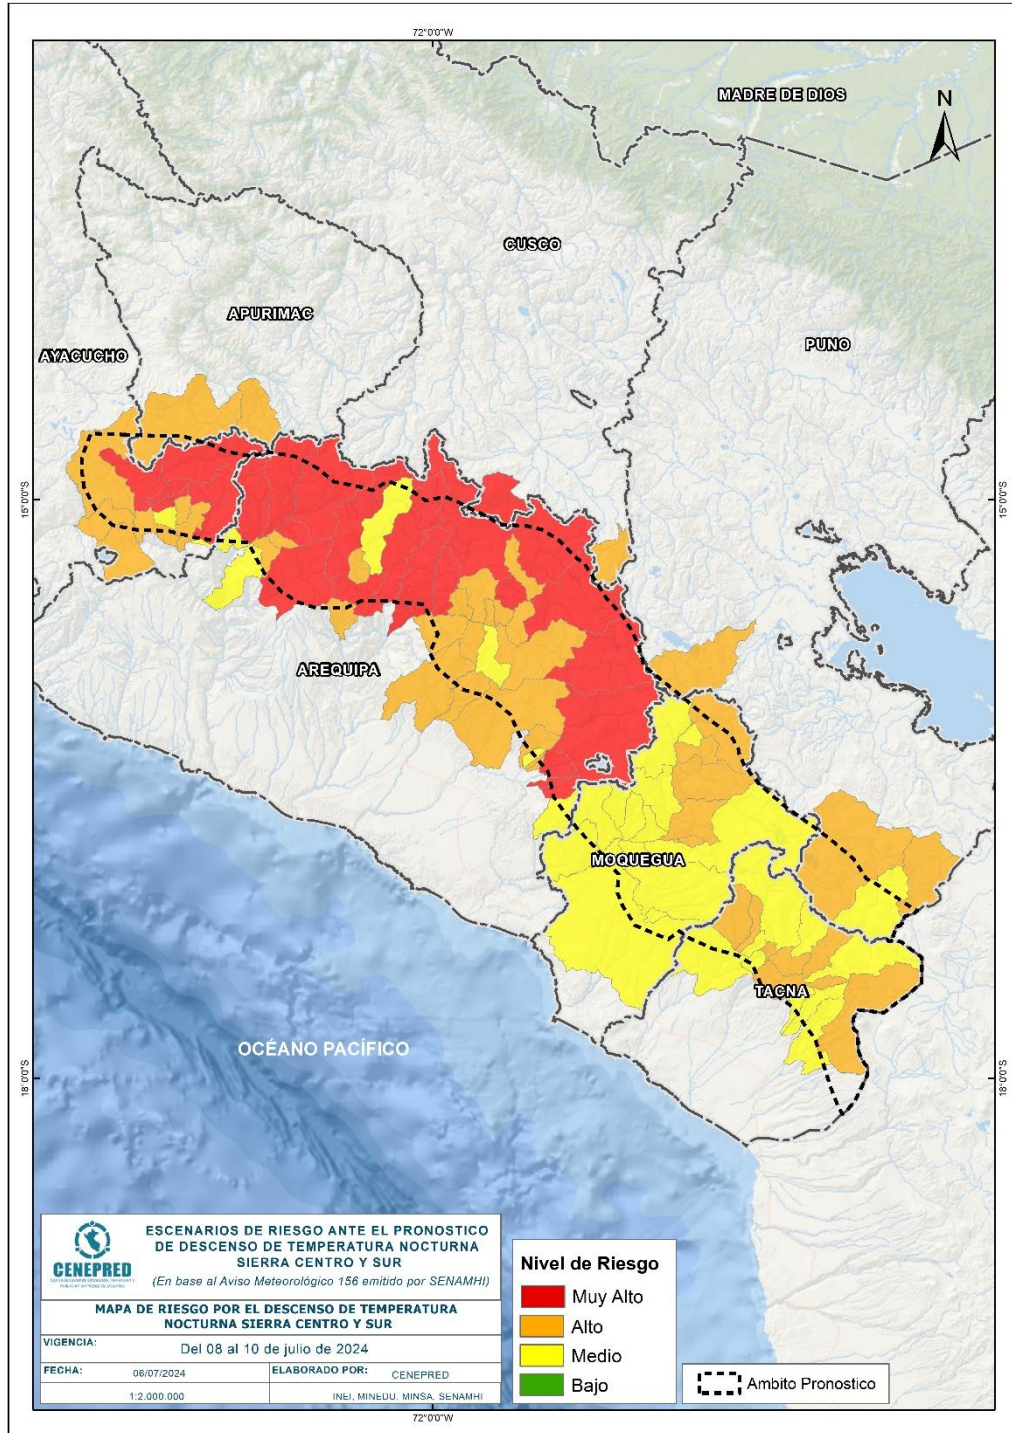 72°0'0"W
MADRE DE DIOS
N
CUSCO
APURIMAC
AYACUCHO
PUNO
15°0'0"S
15°0'0"S
AREQUIPA
MOQUEGUA
TACNA
OCÉANO PACÍFICO
18°0'0"S
18°0'0"S
CENEPRED
ESCENARIOS DE RIESGO ANTE EL PRONOSTICO
DE DESCENSO DE TEMPERATURA NOCTURNA
SIERRA CENTRO Y SUR
(En base al Aviso Meteorológico 156 emitido por SENAMHI)
MAPA DE RIESGO POR EL DESCENSO DE TEMPERATURA
NOCTURNA SIERRA CENTRO Y SUR
VIGENCIA:
Del 08 al 10 de julio de 2024
FECHA:
06/07/2024
ELABORADO POR:
CENEPRED
1:2.000.000
INEI, MINEDU, MINSA, SENAMHI
Nivel de Riesgo
Muy Alto
Alto
Medio
Bajo
Ambito Pronostico
72°0'0"W